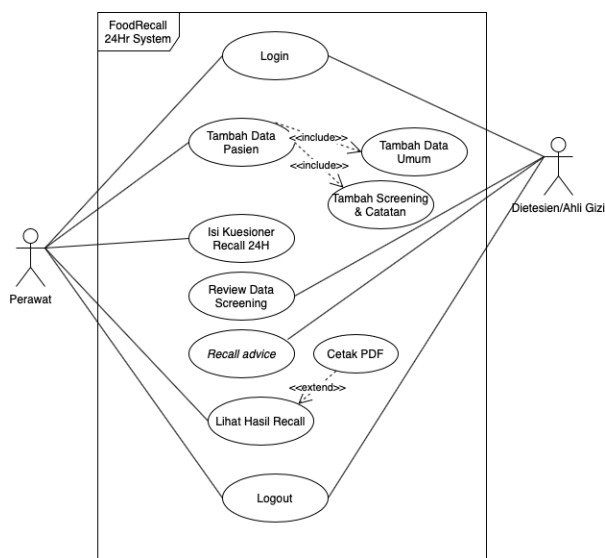 FoodRecall
24Hr System
Login
Tambah Data
Pasien
<<include>>
Tambah Data
Umum
<<include>>
Tambah Screening
& Catatan
Dietesien/Ahli Gizi
Isi Kuesioner
Recall 24H
Perawat
Review Data
Screening
Recall advice
Cetak PDF
<<extend>>
Lihat Hasil Recall
Logout